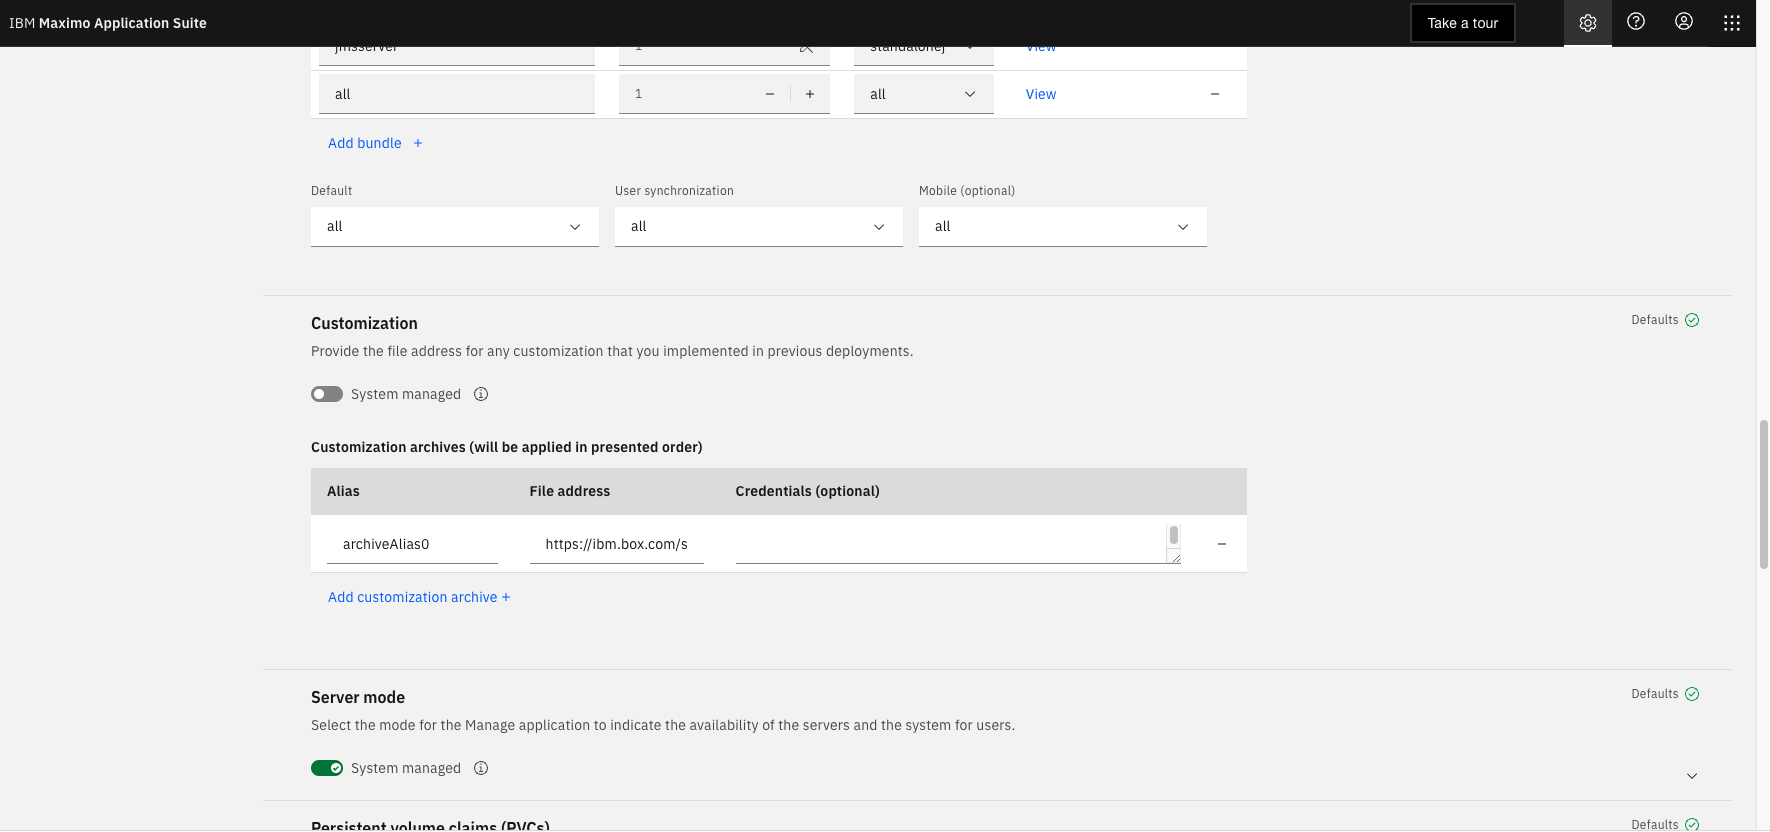 IBM Maximo Application Suite
Take a tour
jmsserver 1 standalonej View
all 1 − + all View −
Add bundle +
Default User synchronization Mobile (optional)
all all all
Customization Defaults
Provide the file address for any customization that you implemented in previous deployments.
System managed
Customization archives (will be applied in presented order)
Alias File address Credentials (optional)
archiveAlias0 https://ibm.box.com/s −
Add customization archive +
Server mode Defaults
Select the mode for the Manage application to indicate the availability of the servers and the system for users.
System managed
Persistent volume claims (PVCs) Defaults